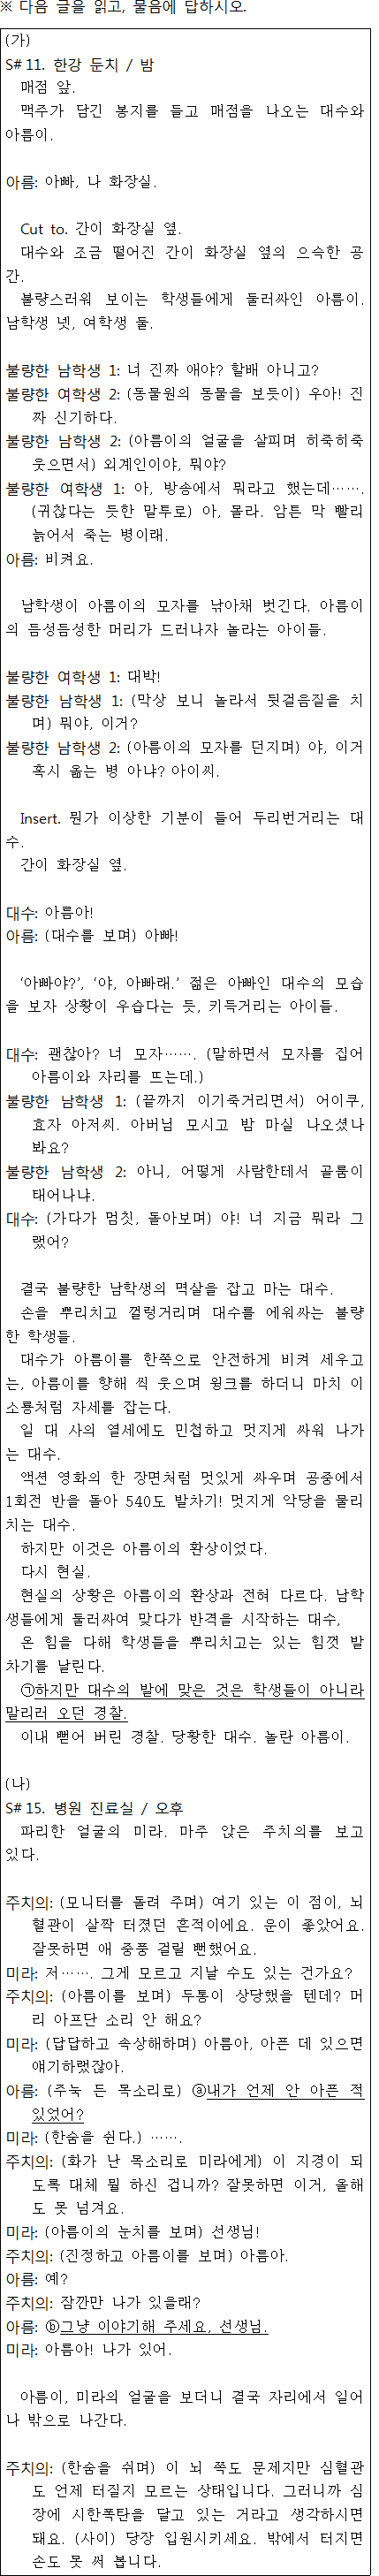 ※ 다음 글을 읽고, 물음에 답하시오.
(가)
S# 11. 한강 둔치 / 밤
매점 앞.
맥주가 담긴 봉지를 들고 매점을 나오는 대수와
아름이.
아름: 아빠, 나 화장실.
Cut to. 간이 화장실 옆.
대수와 조금 떨어진 간이 화장실 옆의 으슥한 공
간.
불량스러워 보이는 학생들에게 둘러싸인 아름이.
남학생 넷, 여학생 둘.
불량한 남학생 1: 너 진짜 애야? 할배 아니고?
불량한 여학생 2: (동물원의 동물을 보듯이) 우아! 진
짜 신기하다.
불량한 남학생 2: (아름이의 얼굴을 살피며 히죽히죽
웃으면서) 외계인이야, 뭐야?
불량한 여학생 1: 아, 방송에서 뭐라고 했는데…….
(귀찮다는 듯한 말투로) 아, 몰라. 암튼 막 빨리
늙어서 죽는 병이래.
아름: 비켜요.
남학생이 아름이의 모자를 낚아채 벗긴다. 아름이
의 듬성듬성한 머리가 드러나자 놀라는 아이들.
불량한 여학생 1: 대박!
불량한 남학생 1: (막상 보니 놀라서 뒷걸음질을 치
며) 뭐야, 이거?
불량한 남학생 2: (아름이의 모자를 던지며) 야, 이거
혹시 옮는 병 아냐? 아이씨.
Insert. 뭔가 이상한 기분이 들어 두리번거리는 대
수.
간이 화장실 옆.
대수: 아름아!
아름: (대수를 보며) 아빠!
‘아빠야?’, ‘야, 아빠래.’ 젊은 아빠인 대수의 모습
을 보자 상황이 우습다는 듯, 키득거리는 아이들.
대수: 괜찮아? 너 모자……. (말하면서 모자를 집어
아름이와 자리를 뜨는데.)
불량한 남학생 1: (끝까지 이기죽거리면서) 어이쿠,
효자 아저씨. 아버님 모시고 밤 마실 나오셨나
봐요?
불량한 남학생 2: 아니, 어떻게 사람한테서 골룸이
태어나냐.
대수: (가다가 멈칫, 돌아보며) 야! 너 지금 뭐라 그
랬어?
결국 불량한 남학생의 멱살을 잡고 마는 대수.
손을 뿌리치고 껄렁거리며 대수를 에워싸는 불량
한 학생들.
대수가 아름이를 한쪽으로 안전하게 비켜 세우고
는, 아름이를 향해 씩 웃으며 윙크를 하더니 마치 이
소룡처럼 자세를 잡는다.
일 대 사의 열세에도 민첩하고 멋지게 싸워 나가
는 대수.
액션 영화의 한 장면처럼 멋있게 싸우며 공중에서
1회전 반을 돌아 540도 발차기! 멋지게 악당을 물리
치는 대수.
하지만 이것은 아름이의 환상이었다.
다시 현실.
현실의 상황은 아름이의 환상과 전혀 다르다. 남학
생들에게 둘러싸여 맞다가 반격을 시작하는 대수,
온 힘을 다해 학생들을 뿌리치고는 있는 힘껏 발
차기를 날린다.
㉠하지만 대수의 발에 맞은 것은 학생들이 아니라
말리러 오던 경찰.
이내 뻗어 버린 경찰. 당황한 대수. 놀란 아름이.
(나)
S# 15. 병원 진료실 / 오후
파리한 얼굴의 미라. 마주 앉은 주치의를 보고
있다.
주치의: (모니터를 돌려 주며) 여기 있는 이 점이, 뇌
혈관이 살짝 터졌던 흔적이에요. 운이 좋았어요.
잘못하면 애 중풍 걸릴 뻔했어요.
미라: 저……. 그게 모르고 지날 수도 있는 건가요?
주치의: (아름이를 보며) 두통이 상당했을 텐데? 머
리 아프단 소리 안 해요?
미라: (답답하고 속상해하며) 아름아, 아픈 데 있으면
얘기하랬잖아.
아름: (주눅 든 목소리로) ⓐ내가 언제 안 아픈 적
있었어?
미라: (한숨을 쉰다.) …….
주치의: (화가 난 목소리로 미라에게) 이 지경이 되
도록 대체 뭘 하신 겁니까? 잘못하면 이거, 올해
도 못 넘겨요.
미라: (아름이의 눈치를 보며) 선생님!
주치의: (진정하고 아름이를 보며) 아름아.
아름: 예?
주치의: 잠깐만 나가 있을래?
아름: ⓑ그냥 이야기해 주세요, 선생님.
미라: 아름아! 나가 있어.
아름이, 미라의 얼굴을 보더니 결국 자리에서 일어
나 밖으로 나간다.
주치의: (한숨을 쉬며) 이 뇌 쪽도 문제지만 심혈관
도 언제 터질지 모르는 상태입니다. 그러니까 심
장에 시한폭탄을 달고 있는 거라고 생각하시면
돼요. (사이) 당장 입원시키세요. 밖에서 터지면
손도 못 써 봅니다.